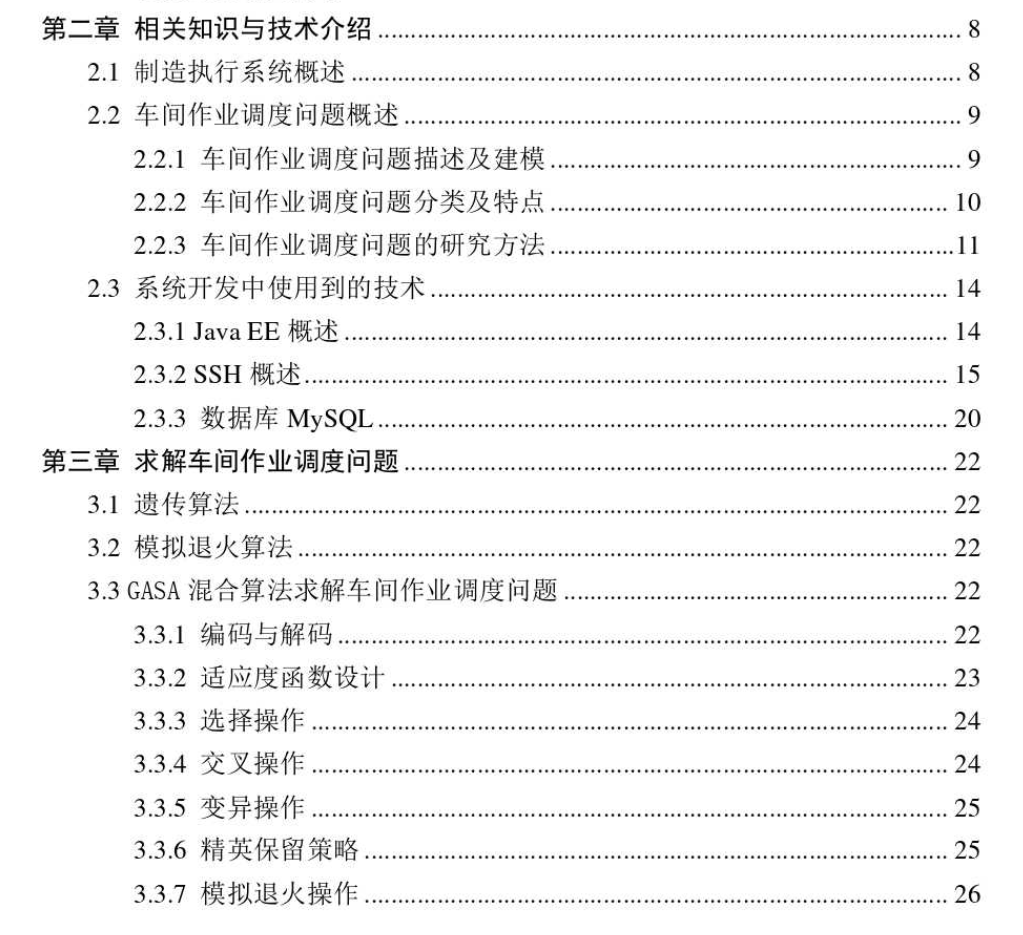 第二章 相关知识与技术介绍 8
2.1 制造执行系统概述 8
2.2 车间作业调度问题概述 9
2.2.1 车间作业调度问题描述及建模 9
2.2.2 车间作业调度问题分类及特点 10
2.2.3 车间作业调度问题的研究方法 11
2.3 系统开发中使用到的技术 14
2.3.1 Java EE 概述 14
2.3.2 SSH 概述 15
2.3.3 数据库 MySQL 20
第三章 求解车间作业调度问题 22
3.1 遗传算法 22
3.2 模拟退火算法 22
3.3 GASA 混合算法求解车间作业调度问题 22
3.3.1 编码与解码 22
3.3.2 适应度函数设计 23
3.3.3 选择操作 24
3.3.4 交叉操作 24
3.3.5 变异操作 25
3.3.6 精英保留策略 25
3.3.7 模拟退火操作 26